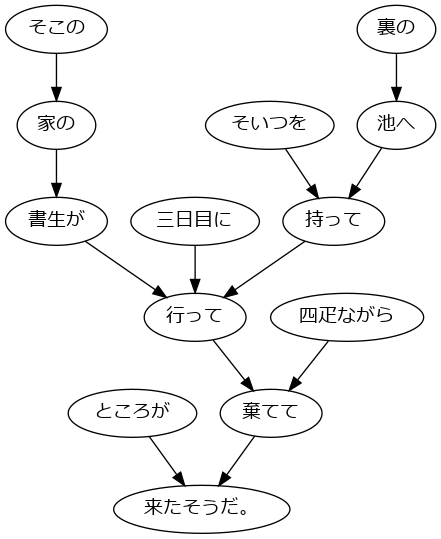 そこの
裏の
家の
そいつを
池へ
書生が
三日目に
持って
行って
四疋ながら
ところが
棄てて
来たそうだ。